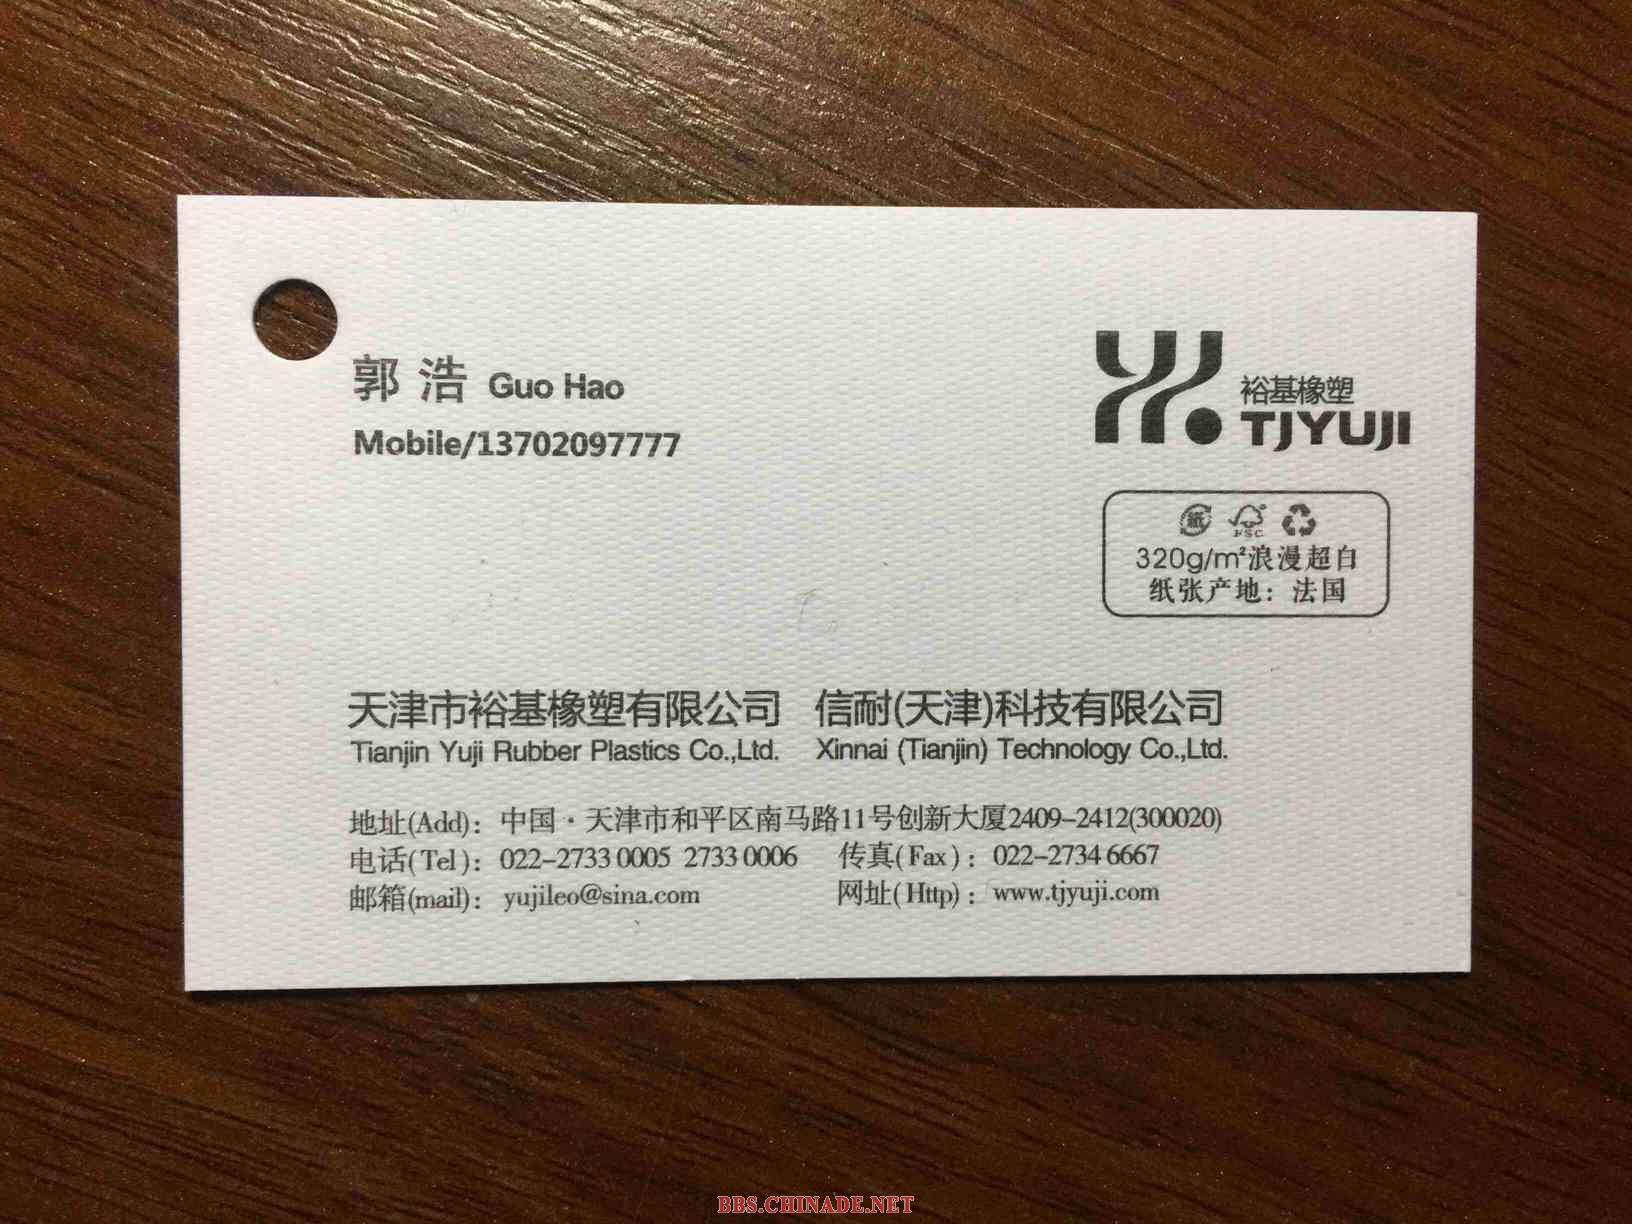 郭 浩 Guo Hao
Mobile/13702097777
裕基橡塑
TJYUJI
紙 FSC
320g/m²浪漫超白
纸张产地：法国
天津市裕基橡塑有限公司 信耐(天津)科技有限公司
Tianjin Yuji Rubber Plastics Co.,Ltd. Xinnai (Tianjin) Technology Co.,Ltd.
地址(Add)：中国·天津市和平区南马路11号创新大厦2409-2412(300020)
电话(Tel)：022-2733 0005 2733 0006 传真(Fax)：022-2734 6667
邮箱(mail)：yujileo@sina.com 网址(Http)：www.tjyuji.com
BBS.CHINADE.NET